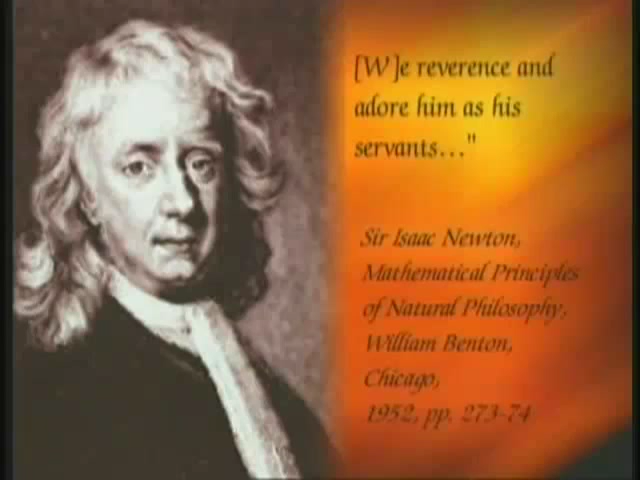 [W]e reverence and
adore him as his
servants..."
Sir Isaac Newton,
Mathematical Principles
of Natural Philosophy,
William Benton,
Chicago,
1952, pp. 273-74